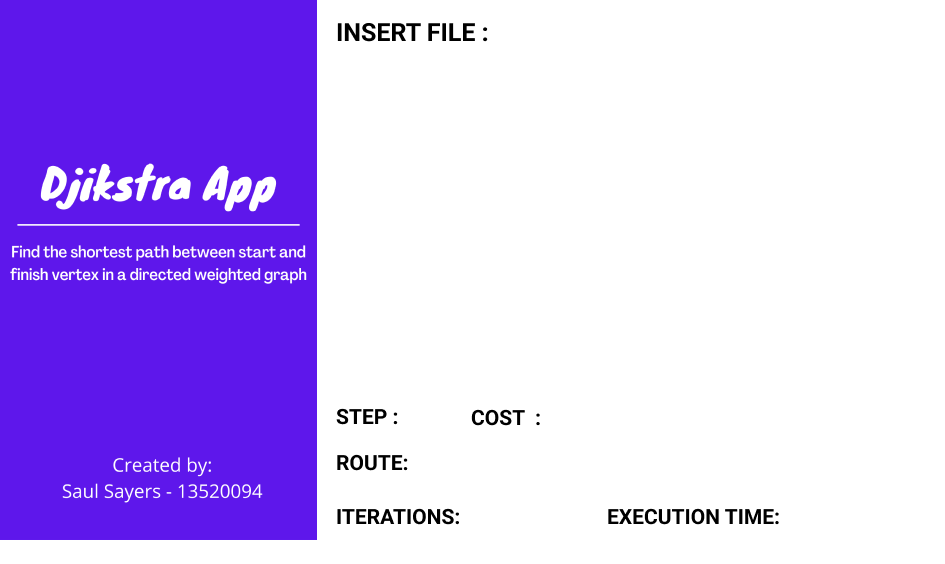 Djikstra App
Find the shortest path between start and
finish vertex in a directed weighted graph
Created by:
Saul Sayers - 13520094
INSERT FILE :
STEP :
COST :
ROUTE:
ITERATIONS:
EXECUTION TIME: